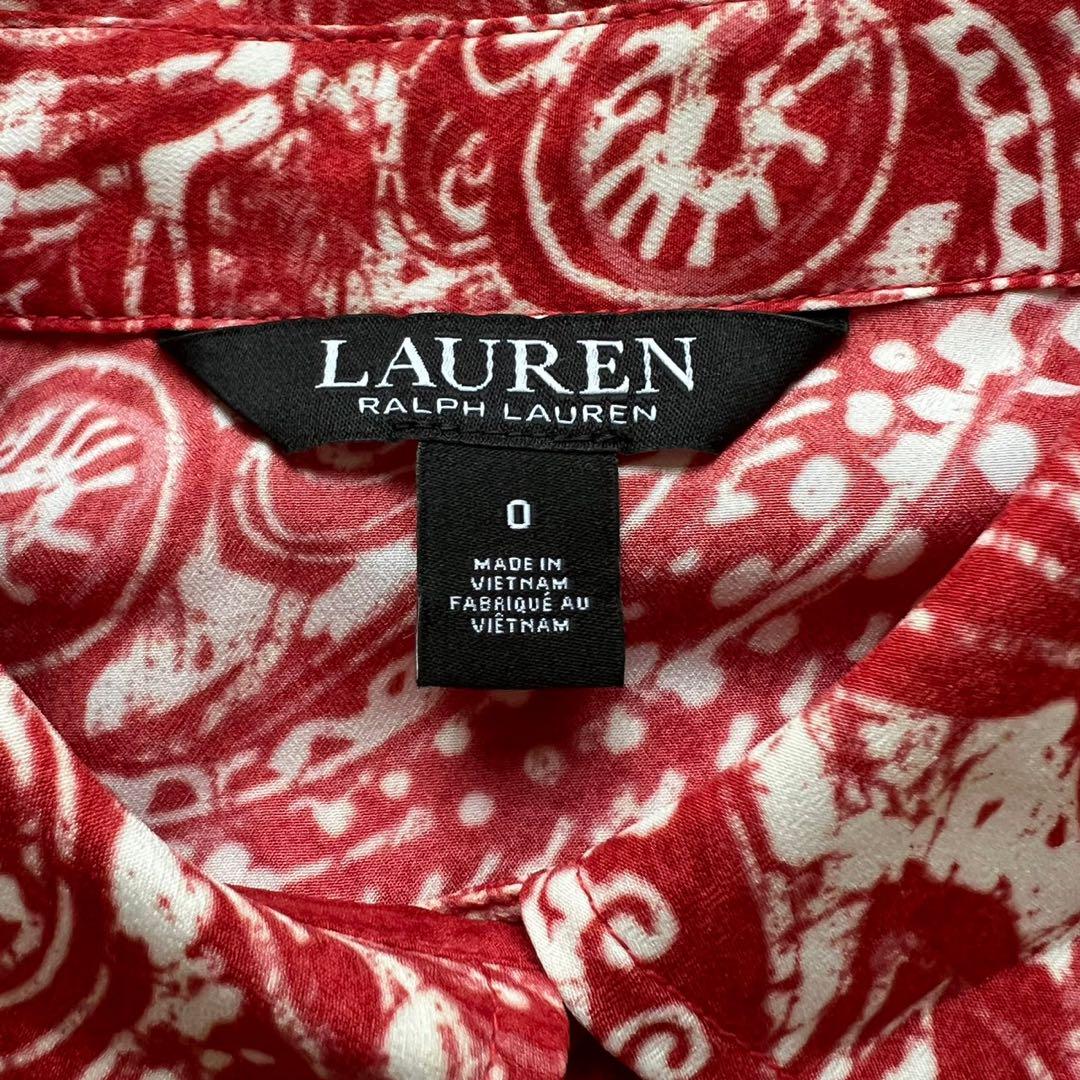 LAUREN
RALPH LAUREN
0
MADE IN
VIETNAM
FABRIQUÉ AU
VIÊTNAM